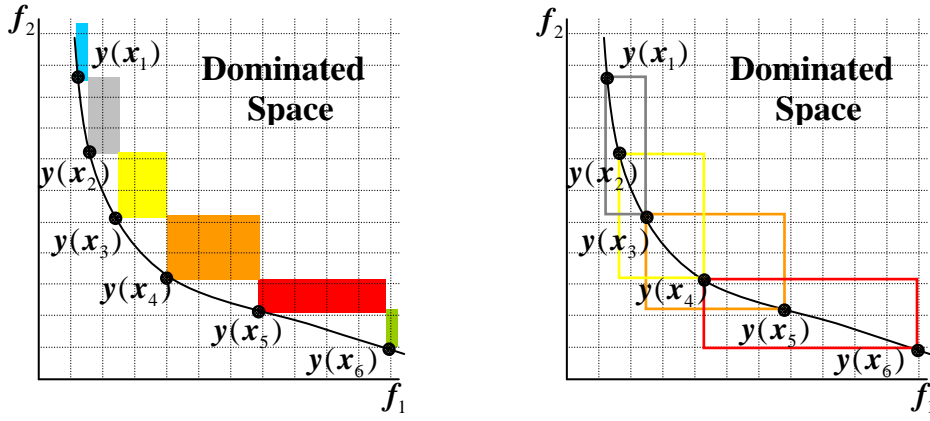 f₂
y(x₁)
Dominated
Space
y(x₂)
y(x₃)
y(x₄)
y(x₅)
y(x₆)
f₁
f₂
y(x₁)
Dominated
Space
y(x₂)
y(x₃)
y(x₄)
y(x₅)
y(x₆)
f₁